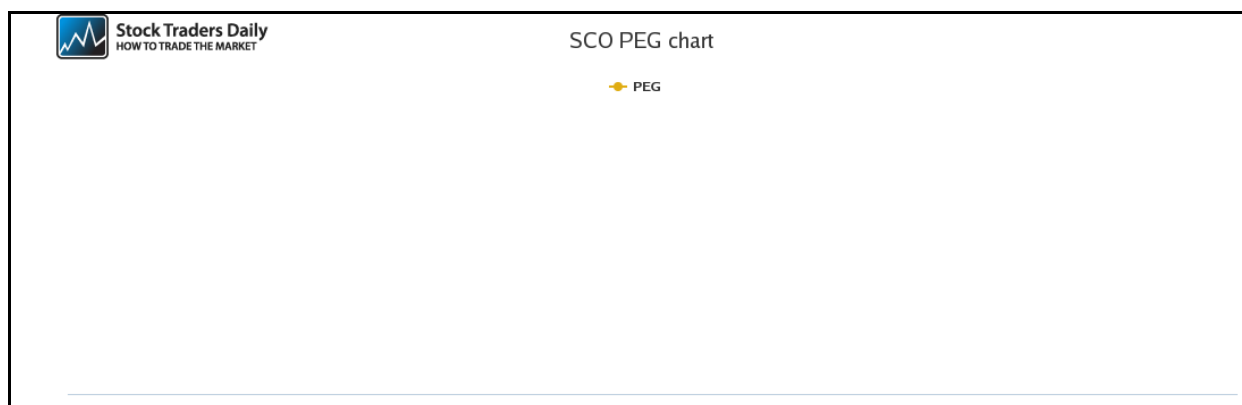 Stock Traders Daily
HOW TO TRADE THE MARKET
SCO PEG chart
PEG